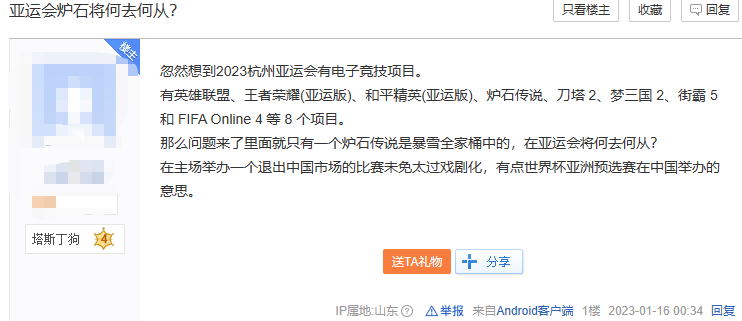 亚运会炉石将何去何从？
只看楼主 收藏 回复
楼主
忽然想到2023杭州亚运会有电子竞技项目。
有英雄联盟、王者荣耀(亚运版)、和平精英(亚运版)、炉石传说、刀塔 2、梦三国 2、街霸 5
和 FIFA Online 4 等 8 个项目。
那么问题来了里面就只有一个炉石传说是暴雪全家桶中的，在亚运会将何去何从？
在主场举办一个退出中国市场的比赛未免太过戏剧化，有点世界杯亚洲预选赛在中国举办的
意思。
塔斯丁狗 4
送TA礼物 分享
IP属地:山东 举报 来自Android客户端 1楼 2023-01-16 00:34 回复